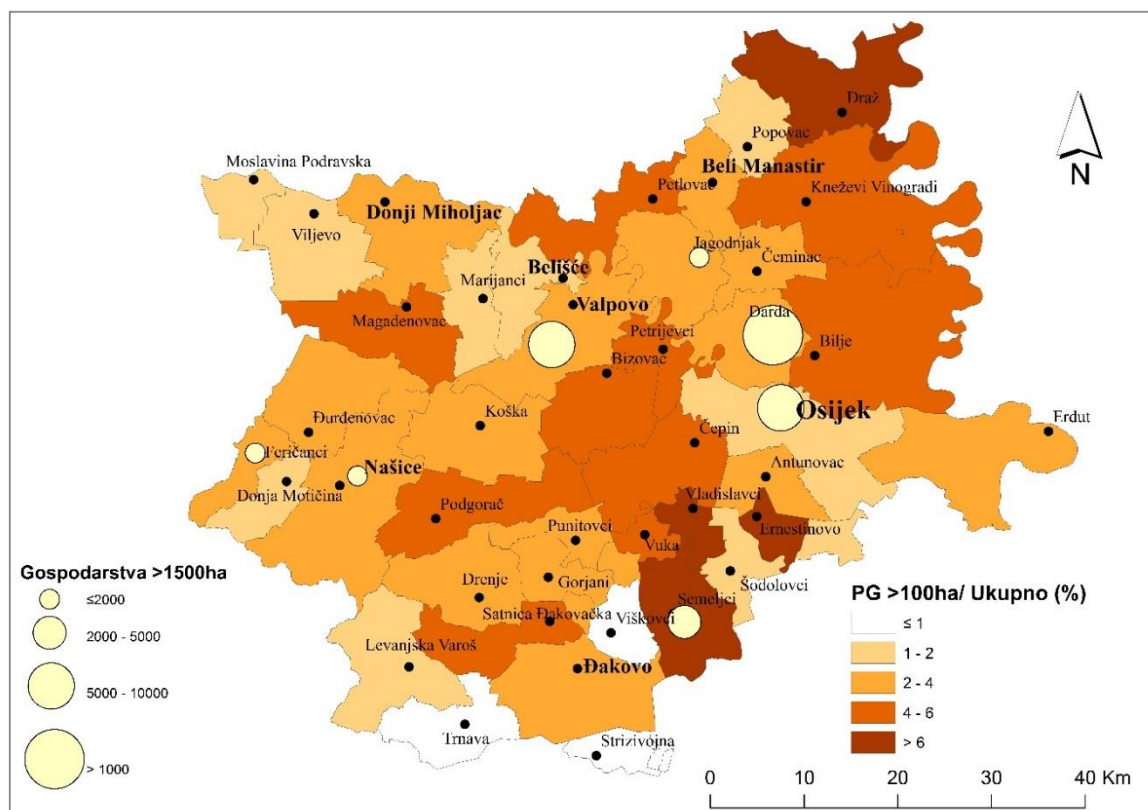 Draž
Popovac
Beli Manastir
Moslavina Podravska
Petlovac
Kneževi Vinogradi
Donji Miholjac
Viljevo
Jagodnjak
Čeminac
Belišće
Marijanci
Valpovo
Magadenovac
Darda
Petrijevci
Bilje
Bizovac
Osijek
Erdut
Koška
Đurđenovac
Čepin
Feričanci
Našice
Antunovac
Donja Motičina
Vladislavci
Podgorač
Ernestinovo
Punitovci
Vuka
Šodolovci
Drenje
Gorjani
Semeljci
Satnica Đakovačka
Viškovci
Levanjska Varoš
Đakovo
Trnava
Strizivojna
N
Gospodarstva >1500ha
≤2000
2000 - 5000
5000 - 10000
> 1000
PG >100ha/ Ukupno (%)
≤ 1
1 - 2
2 - 4
4 - 6
> 6
0 10 20 30 40 Km